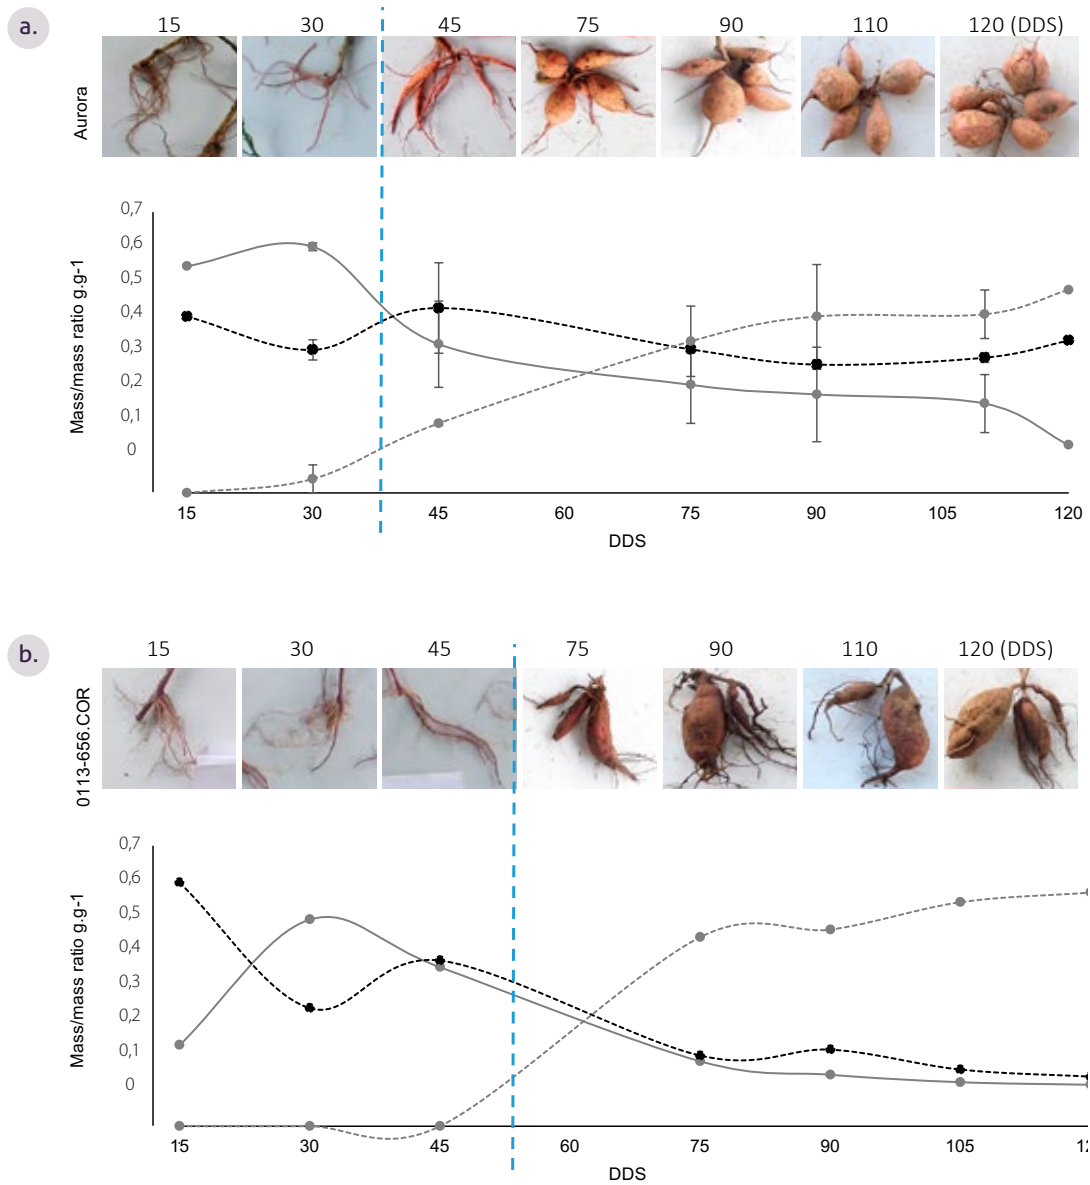 a.
15 30 45 75 90 110 120 (DDS)
Aurora
0,7
0,6
0,5
0,4
0,3
0,2
0,1
0
Mass/mass ratio g.g-1
15 30 45 60 75 90 105 120
DDS
b.
15 30 45 75 90 110 120 (DDS)
0113-656.COR
0,7
0,6
0,5
0,4
0,3
0,2
0,1
0
Mass/mass ratio g.g-1
15 30 45 60 75 90 105
DDS